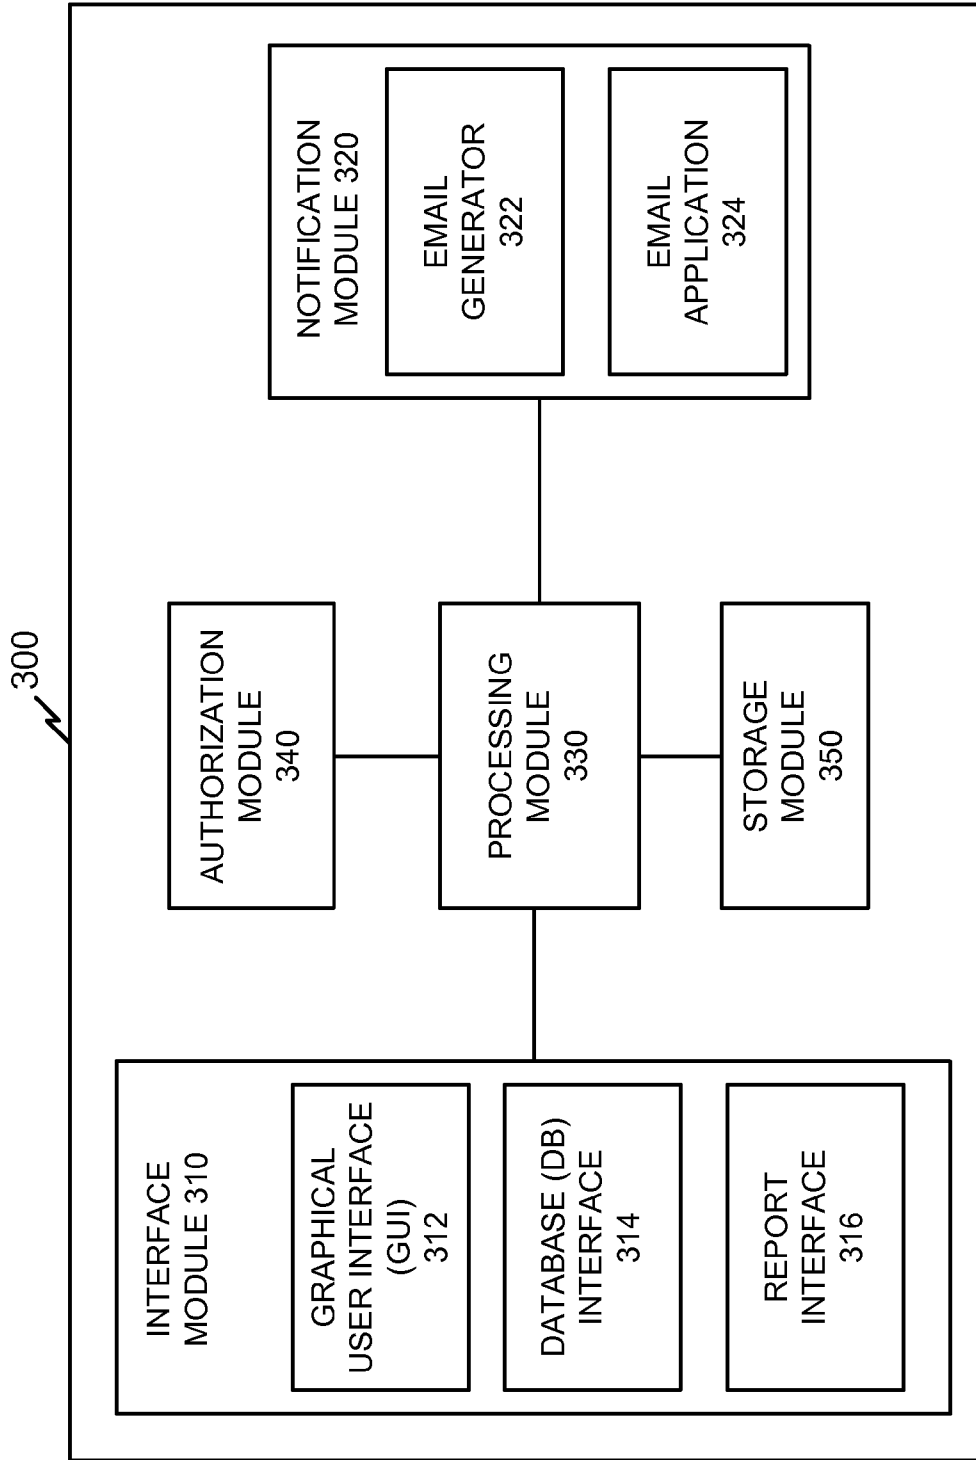 300
INTERFACE
MODULE 310
GRAPHICAL
USER INTERFACE
(GUI)
312
DATABASE (DB)
INTERFACE
314
REPORT
INTERFACE
316
AUTHORIZATION
MODULE
340
PROCESSING
MODULE
330
STORAGE
MODULE
350
NOTIFICATION
MODULE 320
EMAIL
GENERATOR
322
EMAIL
APPLICATION
324